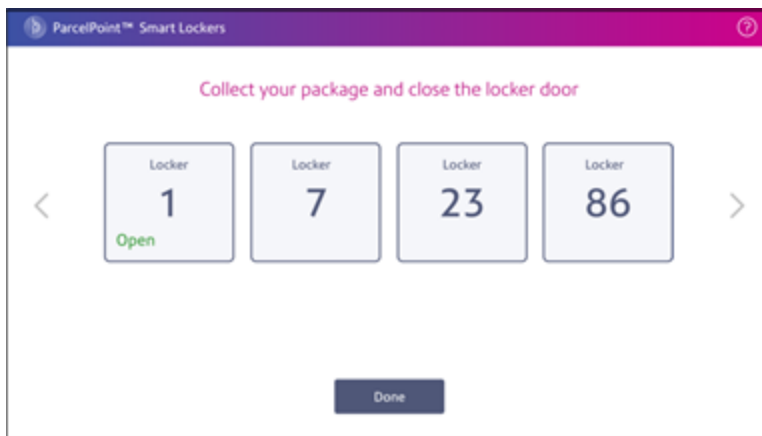 ParcelPoint™ Smart Lockers
?
Collect your package and close the locker door
Locker
1
Open
Locker
7
Locker
23
Locker
86
Done